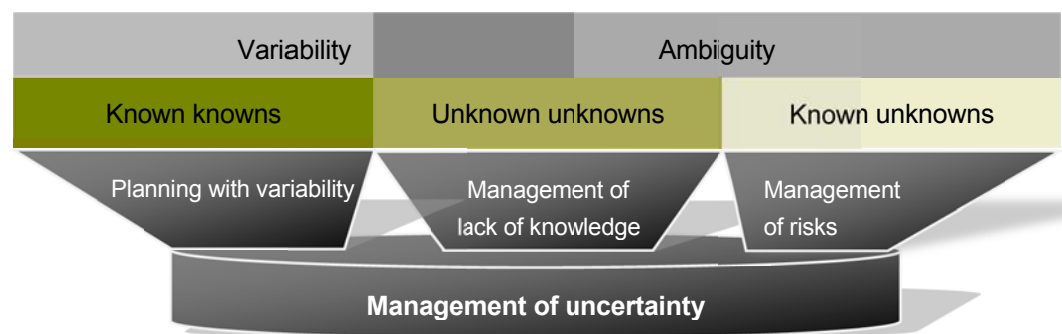 Variability Ambiguity
Known knowns Unknown unknowns Known unknowns
Planning with variability
Management of
lack of knowledge
Management
of risks
Management of uncertainty